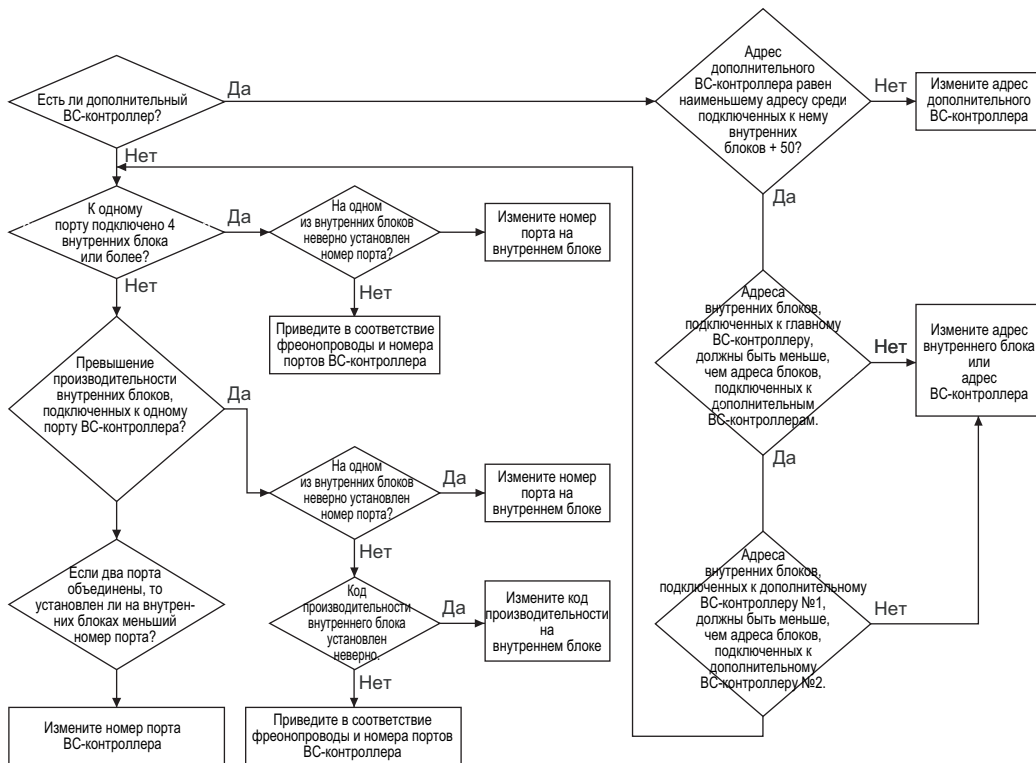 Есть ли дополнительный
ВС-контроллер?
Да
Нет
Адрес
дополнительного
ВС-контроллера равен
наименьшему адресу среди
подключенных к нему
внутренних
блоков + 50?
Нет
Измените адрес
дополнительного
ВС-контроллера
Да
К одному
порту подключено 4
внутренних блока
или более?
Да
Нет
На одном
из внутренних блоков
неверно установлен
номер порта?
Измените номер
порта на
внутреннем блоке
Нет
Приведите в соответствие
фреонопроводы и номера
портов ВС-контроллера
Адреса
внутренних блоков,
подключенных к главному
ВС-контроллеру,
должны быть меньше,
чем адреса блоков,
подключенных к
дополнительным
ВС-контроллерам.
Нет
Измените адрес
внутреннего блока
или
адрес
ВС-контроллера
Да
Превышение
производительности
внутренних блоков,
подключенных к одному
порту ВС-контроллера?
Да
На одном
из внутренних блоков
неверно установлен
номер порта?
Да
Измените номер
порта на
внутреннем блоке
Нет
Адреса
внутренних блоков,
подключенных к дополнительному
ВС-контроллеру №1,
должны быть меньше,
чем адреса блоков,
подключенных к
дополнительному
ВС-контроллеру №2.
Нет
Если два порта
объединены, то
установлен ли на внутрен-
них блоках меньший
номер порта?
Код
производительности
внутреннего блока
установлен
неверно.
Да
Измените код
производительности
на
внутреннем блоке
Нет
Измените номер порта
ВС-контроллера
Приведите в соответствие
фреонопроводы и номера портов
ВС-контроллера